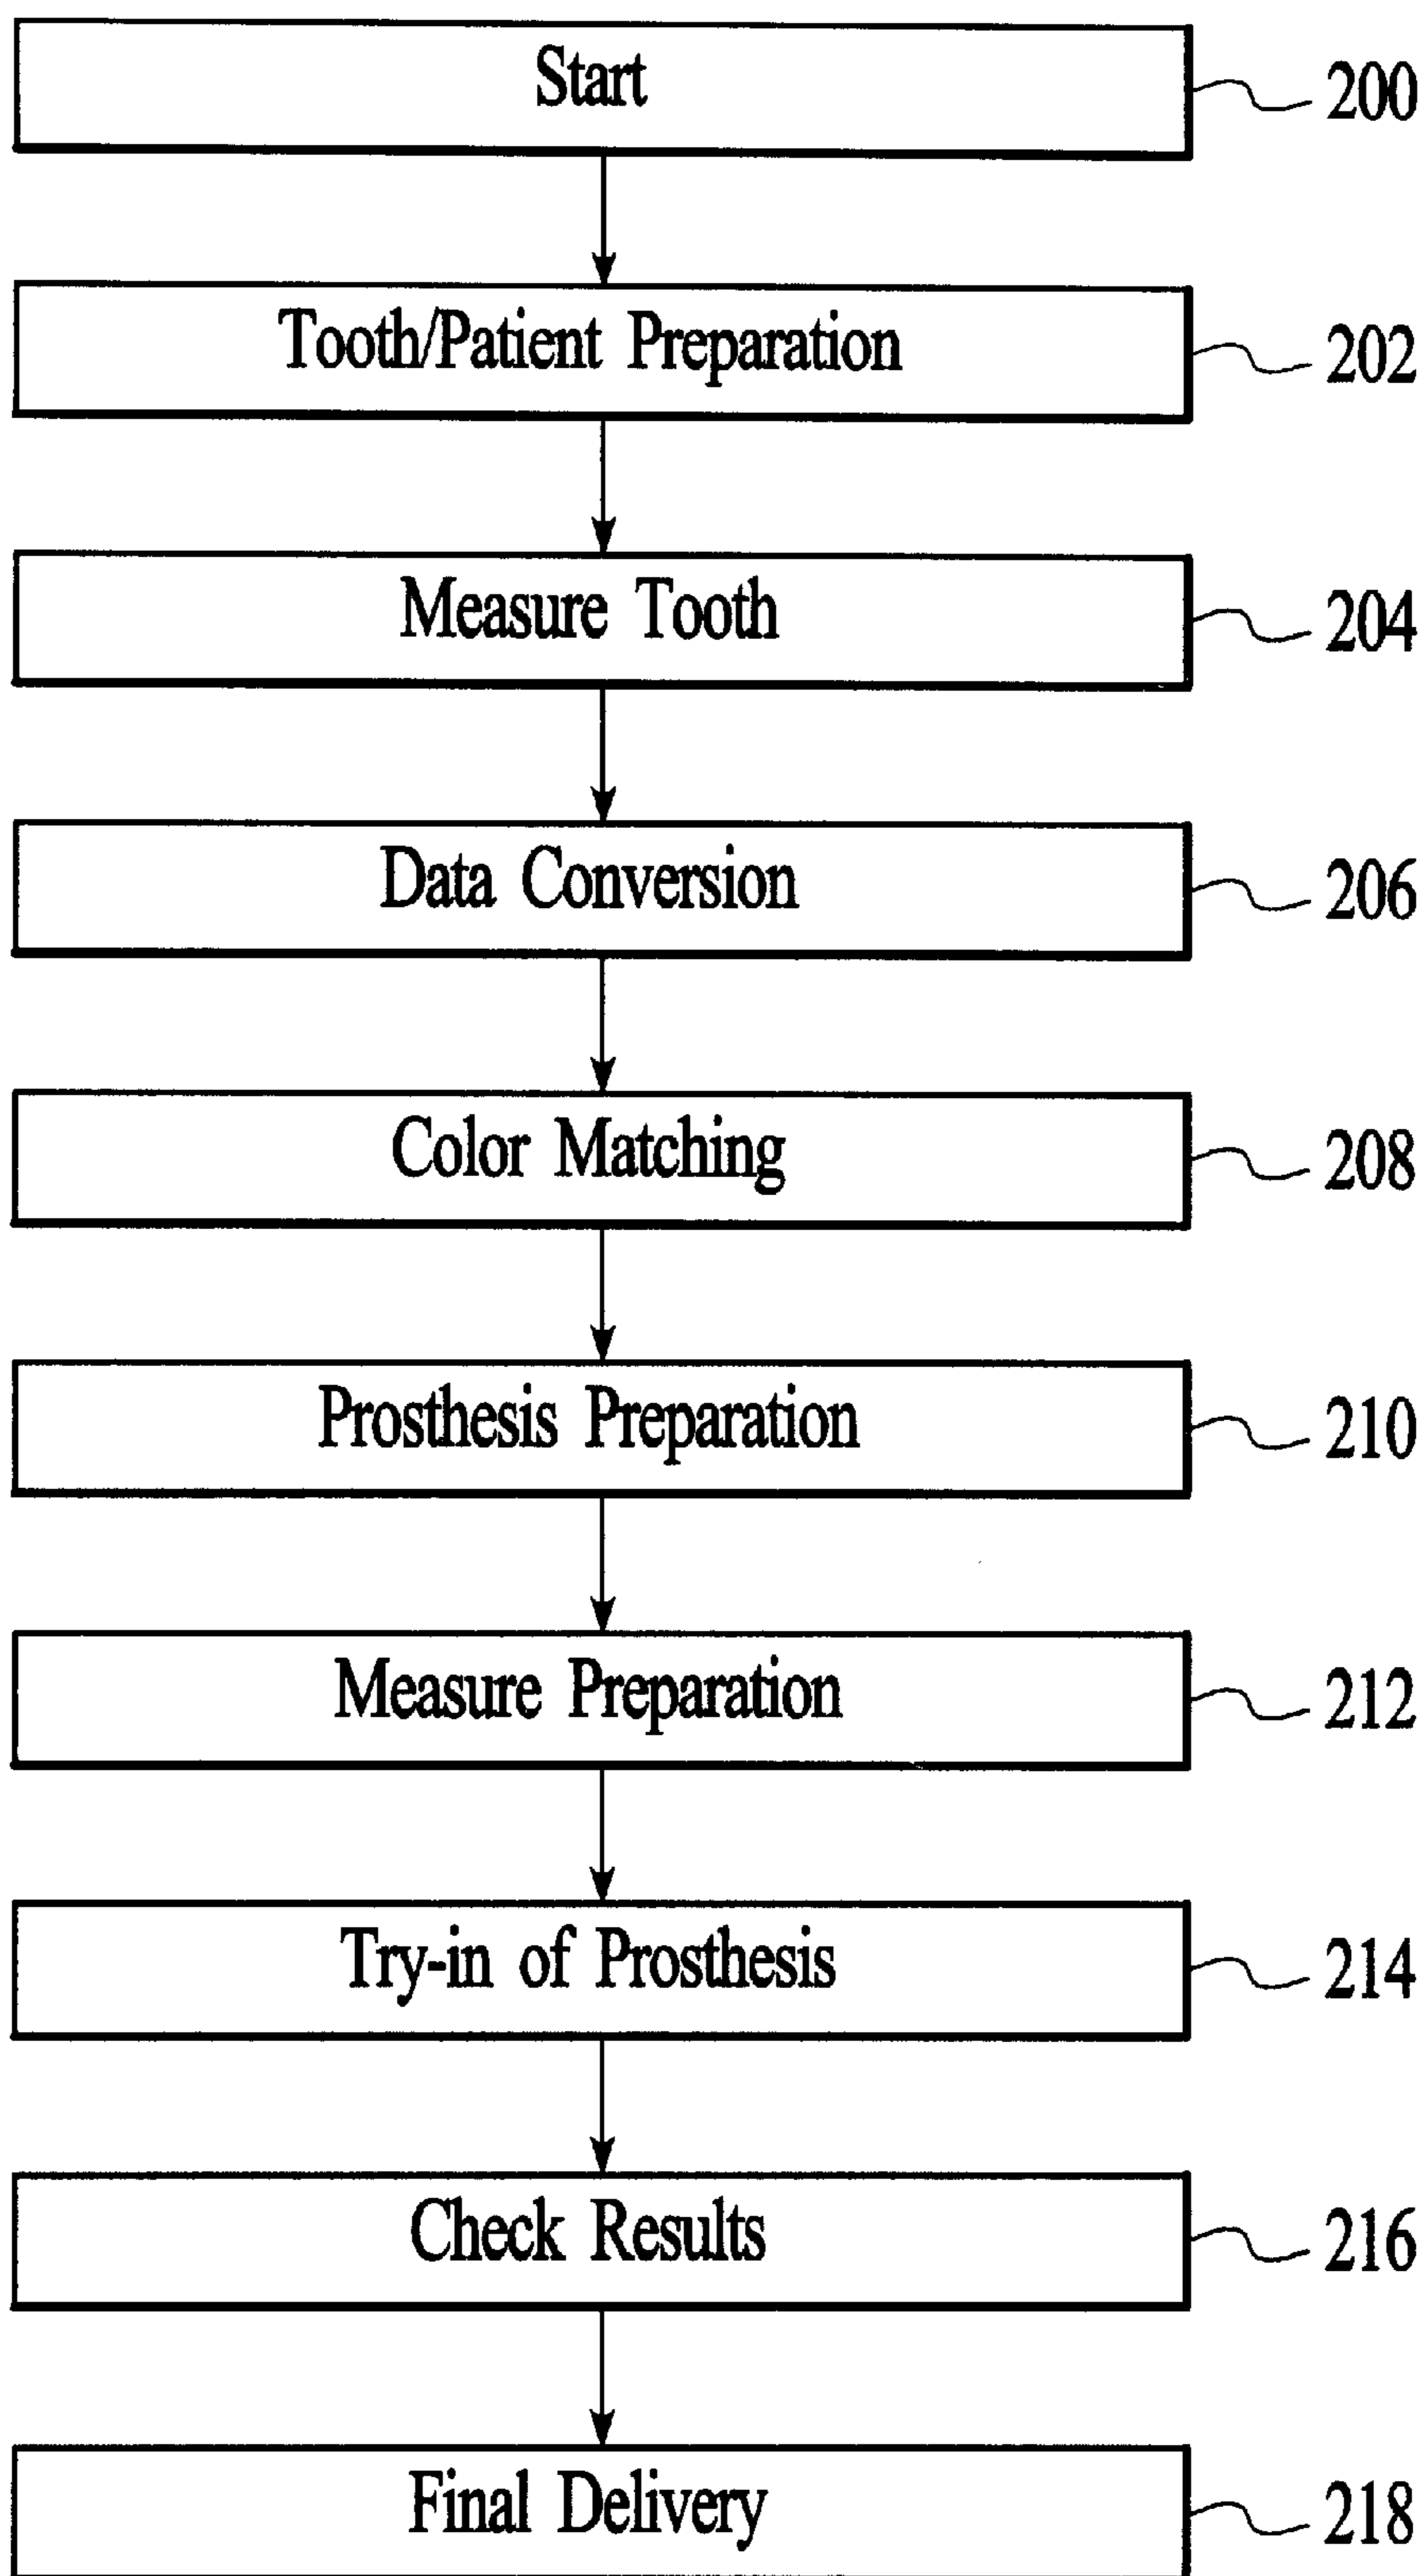 Start 200
Tooth/Patient Preparation 202
Measure Tooth 204
Data Conversion 206
Color Matching 208
Prosthesis Preparation 210
Measure Preparation 212
Try-in of Prosthesis 214
Check Results 216
Final Delivery 218